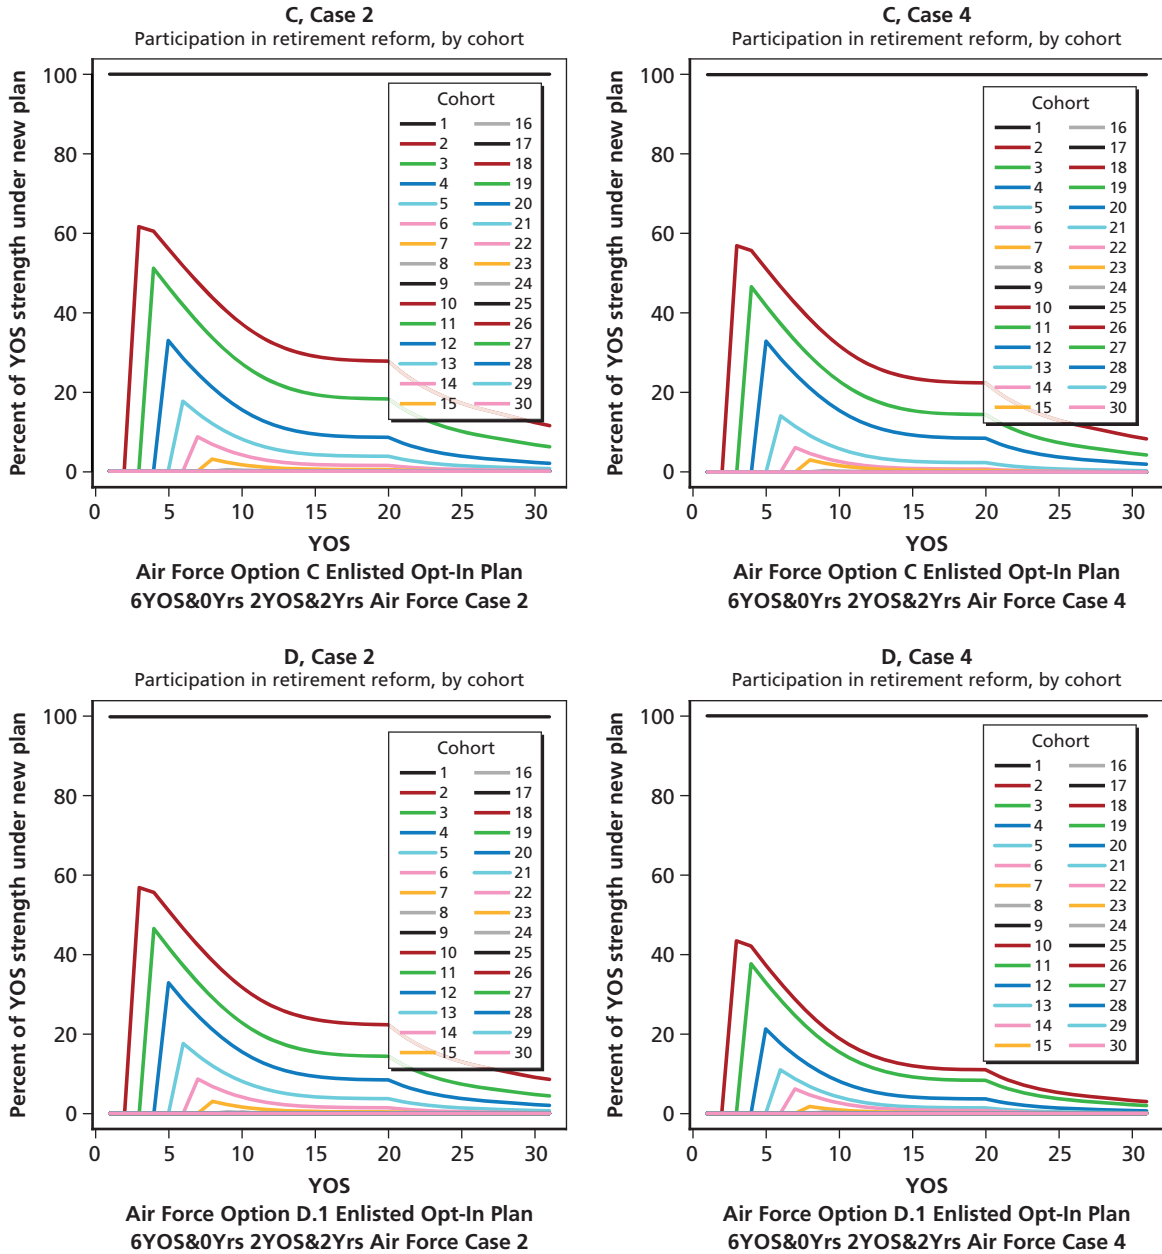 C, Case 2
Participation in retirement reform, by cohort
Percent of YOS strength under new plan
100
80
60
40
20
0
Cohort
1 16
2 17
3 18
4 19
5 20
6 21
7 22
8 23
9 24
10 25
11 26
12 27
13 28
14 29
15 30
0 5 10 15 20 25 30
YOS
Air Force Option C Enlisted Opt-In Plan
6YOS&0Yrs 2YOS&2Yrs Air Force Case 2
C, Case 4
Participation in retirement reform, by cohort
Percent of YOS strength under new plan
100
80
60
40
20
0
Cohort
1 16
2 17
3 18
4 19
5 20
6 21
7 22
8 23
9 24
10 25
11 26
12 27
13 28
14 29
15 30
0 5 10 15 20 25 30
YOS
Air Force Option C Enlisted Opt-In Plan
6YOS&0Yrs 2YOS&2Yrs Air Force Case 4
D, Case 2
Participation in retirement reform, by cohort
Percent of YOS strength under new plan
100
80
60
40
20
0
Cohort
1 16
2 17
3 18
4 19
5 20
6 21
7 22
8 23
9 24
10 25
11 26
12 27
13 28
14 29
15 30
0 5 10 15 20 25 30
YOS
Air Force Option D.1 Enlisted Opt-In Plan
6YOS&0Yrs 2YOS&2Yrs Air Force Case 2
D, Case 4
Participation in retirement reform, by cohort
Percent of YOS strength under new plan
100
80
60
40
20
0
Cohort
1 16
2 17
3 18
4 19
5 20
6 21
7 22
8 23
9 24
10 25
11 26
12 27
13 28
14 29
15 30
0 5 10 15 20 25 30
YOS
Air Force Option D.1 Enlisted Opt-In Plan
6YOS&0Yrs 2YOS&2Yrs Air Force Case 4